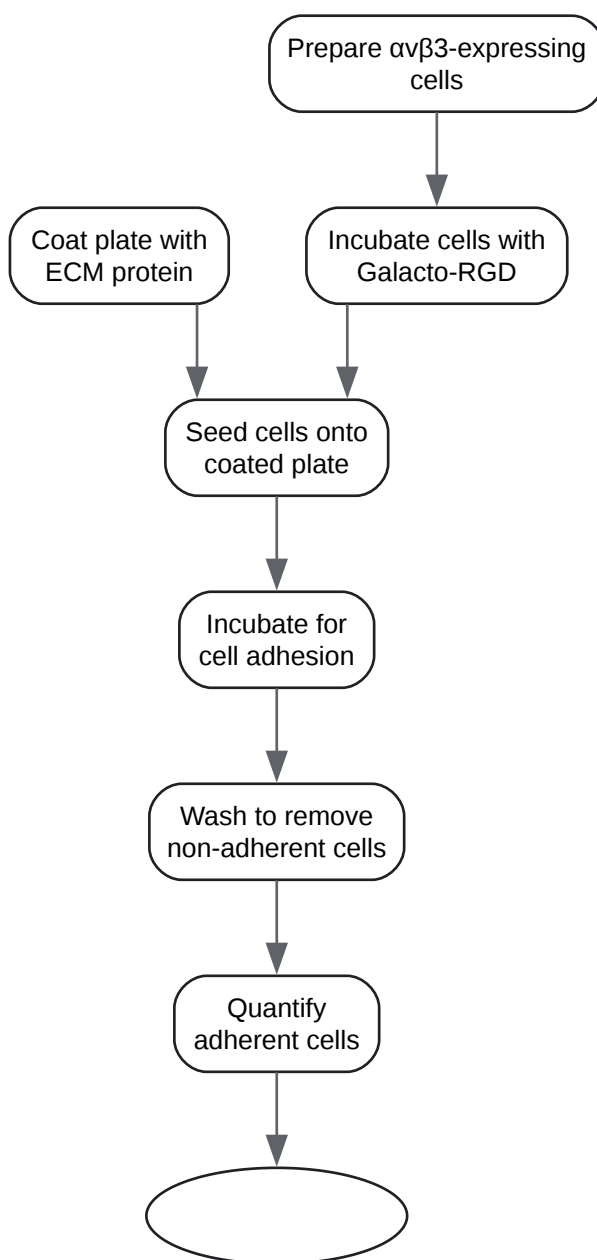 Prepare αvβ3-expressing
cells
Coat plate with
ECM protein
Incubate cells with
Galacto-RGD
Seed cells onto
coated plate
Incubate for
cell adhesion
Wash to remove
non-adherent cells
Quantify
adherent cells